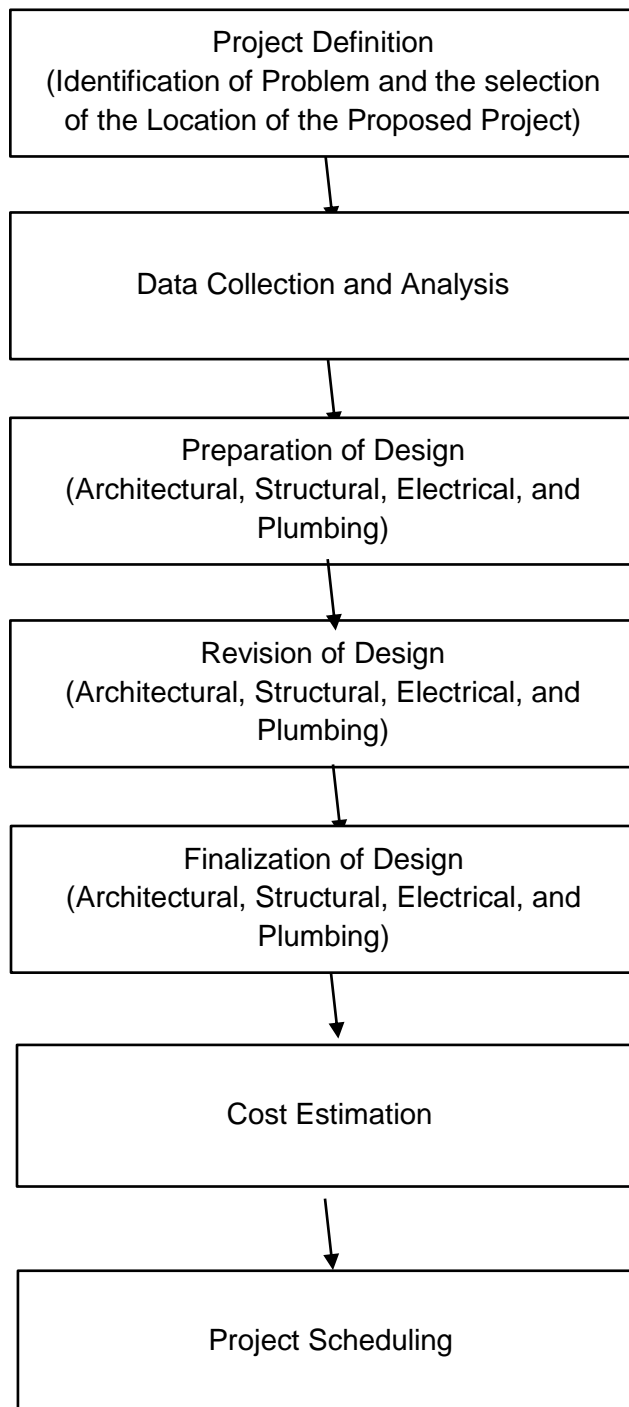 Project Definition
(Identification of Problem and the selection
of the Location of the Proposed Project)
Data Collection and Analysis
Preparation of Design
(Architectural, Structural, Electrical, and
Plumbing)
Revision of Design
(Architectural, Structural, Electrical, and
Plumbing)
Finalization of Design
(Architectural, Structural, Electrical, and
Plumbing)
Cost Estimation
Project Scheduling